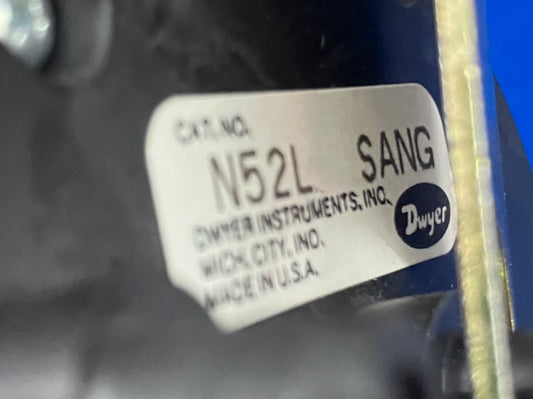 CAT. NO.
N52L SANG
DWYER INSTRUMENTS, INC.
MICH. CITY, IND.
MADE IN U.S.A.
Dwyer